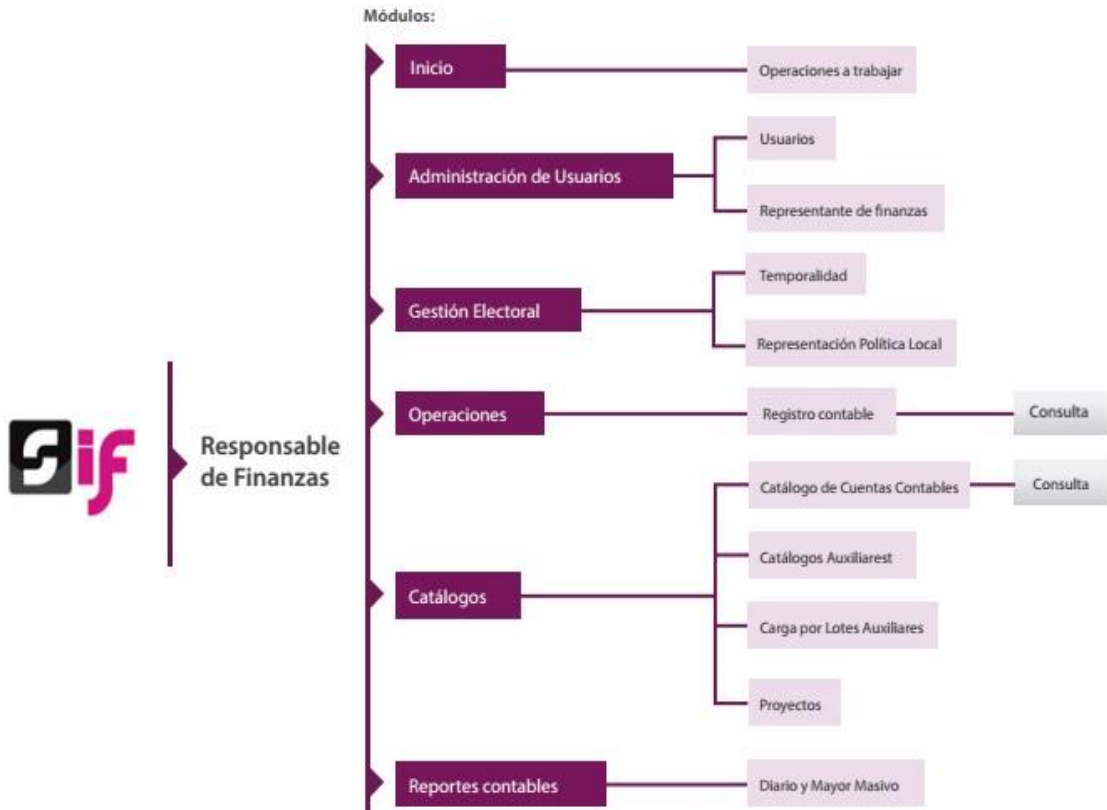 Módulos:
Inicio
Operaciones a trabajar
Administración de Usuarios
Usuarios
Representante de finanzas
Gestión Electoral
Temporalidad
Representación Política Local
sif
Responsable
de Finanzas
Operaciones
Registro contable
Consulta
Catálogos
Catálogo de Cuentas Contables
Consulta
Catálogos Auxiliarest
Carga por Lotes Auxiliares
Proyectos
Reportes contables
Diario y Mayor Masivo